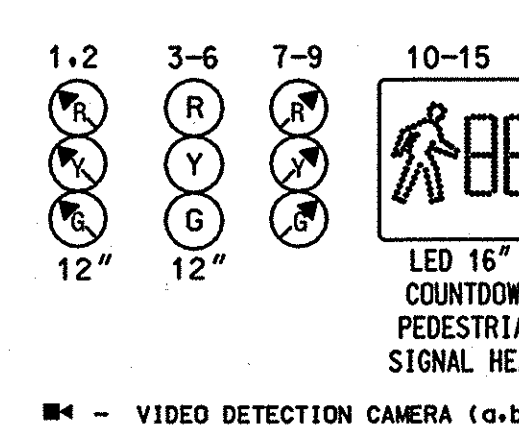 1,2 3-6 7-9 10-15
R R R
Y Y Y
G G G
12" 12"
LED 16"
COUNTDOW
PEDESTRIA
SIGNAL HE
- VIDEO DETECTION CAMERA (a,b